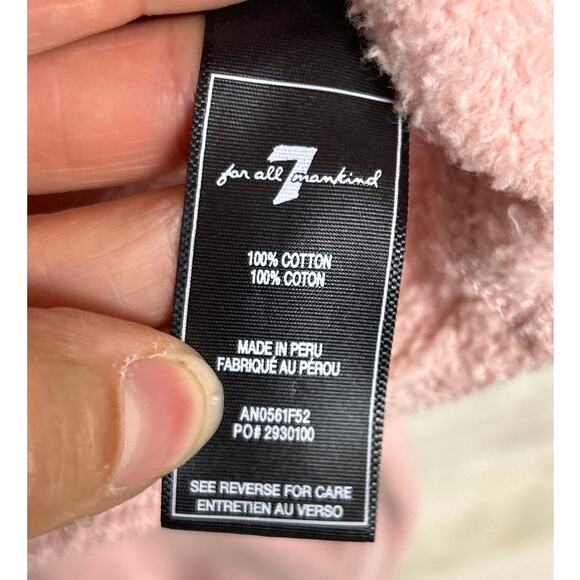 for all 7 mankind
100% COTTON
100% COTON
MADE IN PERU
FABRIQUÉ AU PÉROU
AN0561F52
PO# 2930100
SEE REVERSE FOR CARE
ENTRETIEN AU VERSO